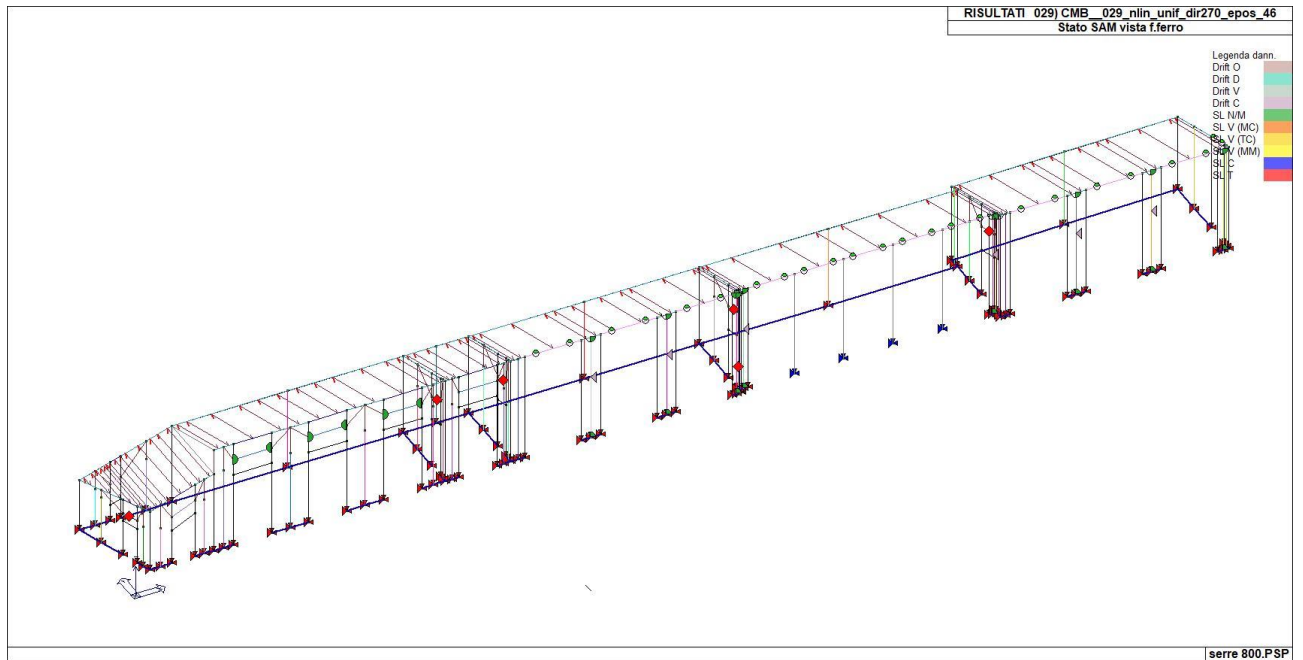 RISULTATI 029) CMB__029_nlin_unif_dir270_epos_46
Stato SAM vista f.ferro
Legenda dann.
Drift O
Drift D
Drift V
Drift C
SL N/M
SL V (MC)
SL V (TC)
SL V (MM)
SL C
SL T
serre 800.PSP